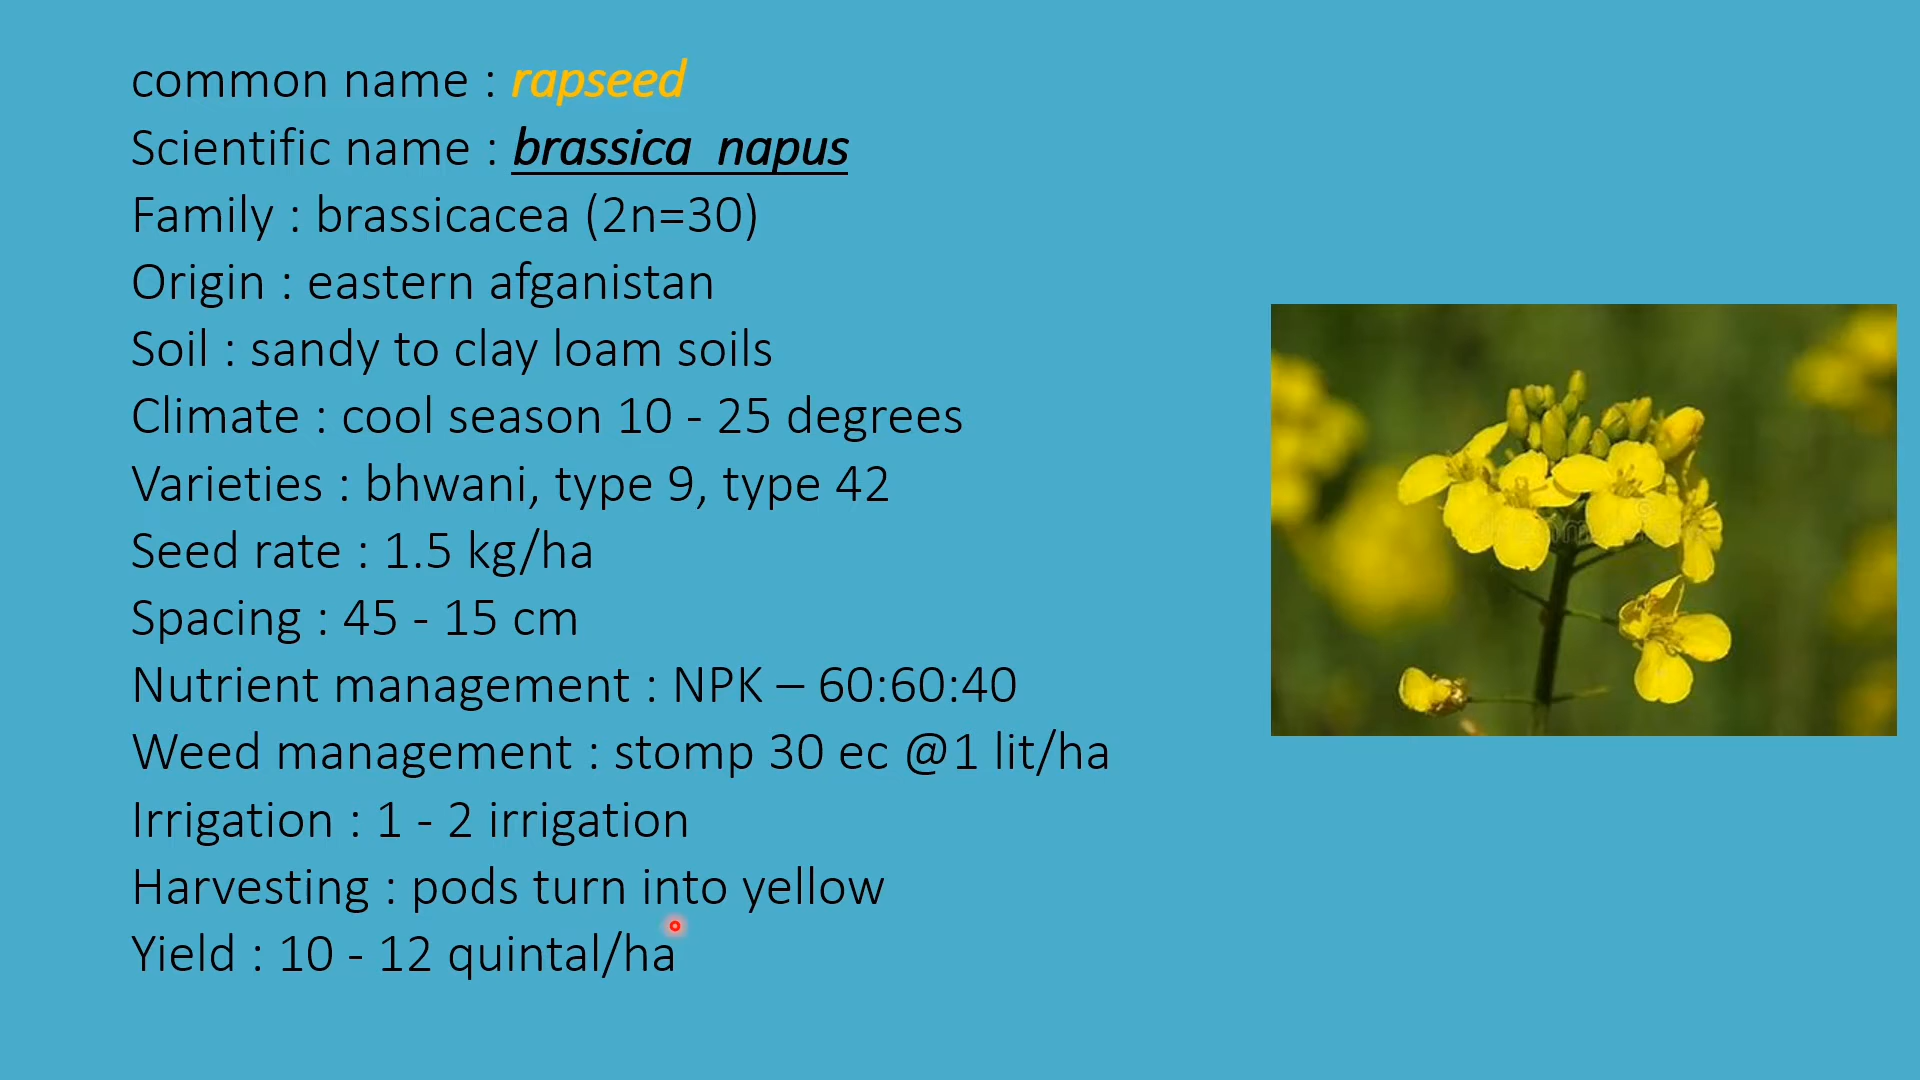 common name : rapseed
Scientific name : brassica napus
Family : brassicacea (2n=30)
Origin : eastern afganistan
Soil : sandy to clay loam soils
Climate : cool season 10 - 25 degrees
Varieties : bhwani, type 9, type 42
Seed rate : 1.5 kg/ha
Spacing : 45 - 15 cm
Nutrient management : NPK – 60:60:40
Weed management : stomp 30 ec @1 lit/ha
Irrigation : 1 - 2 irrigation
Harvesting : pods turn into yellow
Yield : 10 - 12 quintal/ha